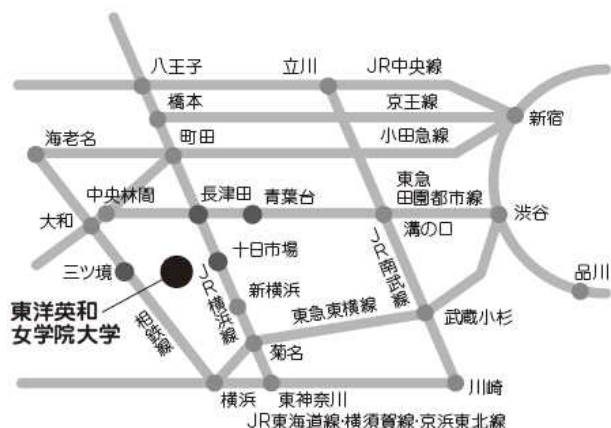 八王子
立川
JR中央線
橋本
京王線
新宿
海老名
町田
小田急線
中央林間
長津田
青葉台
東急
田園都市線
渋谷
大和
溝の口
十日市場
三ツ境
JR南武線
品川
新横浜
JR横浜線
東洋英和
女学院大学
東急東横線
武蔵小杉
相鉄線
菊名
横浜
東神奈川
川崎
JR東海道線・横須賀線・京浜東北線